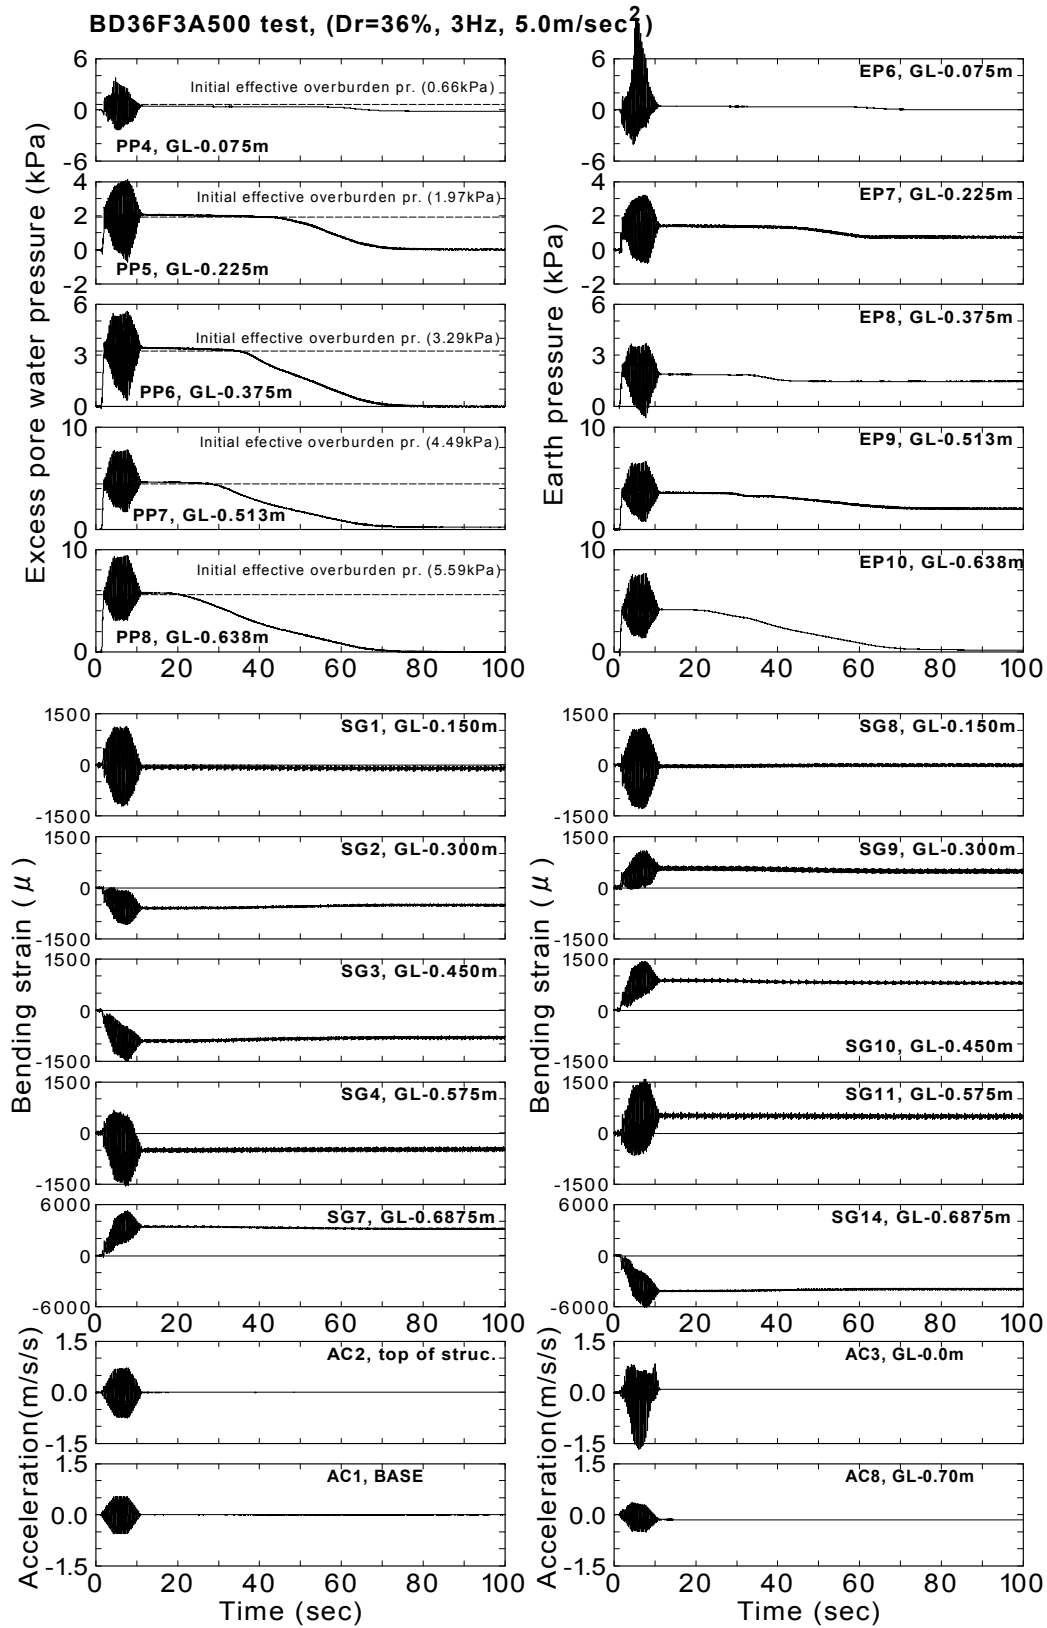 BD36F3A500 test, (Dr=36%, 3Hz, 5.0m/sec²)
Excess pore water pressure (kPa)
6
0
-6
Initial effective overburden pr. (0.66kPa)
PP4, GL-0.075m
4
2
0
-2
Initial effective overburden pr. (1.97kPa)
PP5, GL-0.225m
6
3
0
Initial effective overburden pr. (3.29kPa)
PP6, GL-0.375m
10
0
Initial efective overburden pr. (4.49kPa)
PP7, GL-0.513m
10
0
Initial effective overburden pr. (5.59kPa)
PP8, GL-0.638m
0 20 40 60 80 100
Earth pressure (kPa)
6
0
-6
EP6, GL-0.075m
4
2
0
-2
EP7, GL-0.225m
6
3
0
EP8, GL-0.375m
10
0
EP9, GL-0.513m
10
0
EP10, GL-0.638m
0 20 40 60 80 100
Bending strain (μ)
1500
0
-1500
SG1, GL-0.150m
1500
0
-1500
SG2, GL-0.300m
1500
0
-1500
SG3, GL-0.450m
1500
0
-1500
SG4, GL-0.575m
6000
0
-6000
SG7, GL-0.6875m
0 20 40 60 80 100
Bending strain (μ)
1500
0
-1500
SG8, GL-0.150m
1500
0
-1500
SG9, GL-0.300m
1500
0
-1500
SG10, GL-0.450m
1500
0
-1500
SG11, GL-0.575m
6000
0
-6000
SG14, GL-0.6875m
0 20 40 60 80 100
Acceleration(m/s/s)
1.5
0.0
-1.5
AC2, top of struc.
1.5
0.0
-1.5
AC1, BASE
0 20 40 60 80 100
Time (sec)
Acceleration(m/s/s)
1.5
0.0
-1.5
AC3, GL-0.0m
1.5
0.0
-1.5
AC8, GL-0.70m
0 20 40 60 80 100
Time (sec)